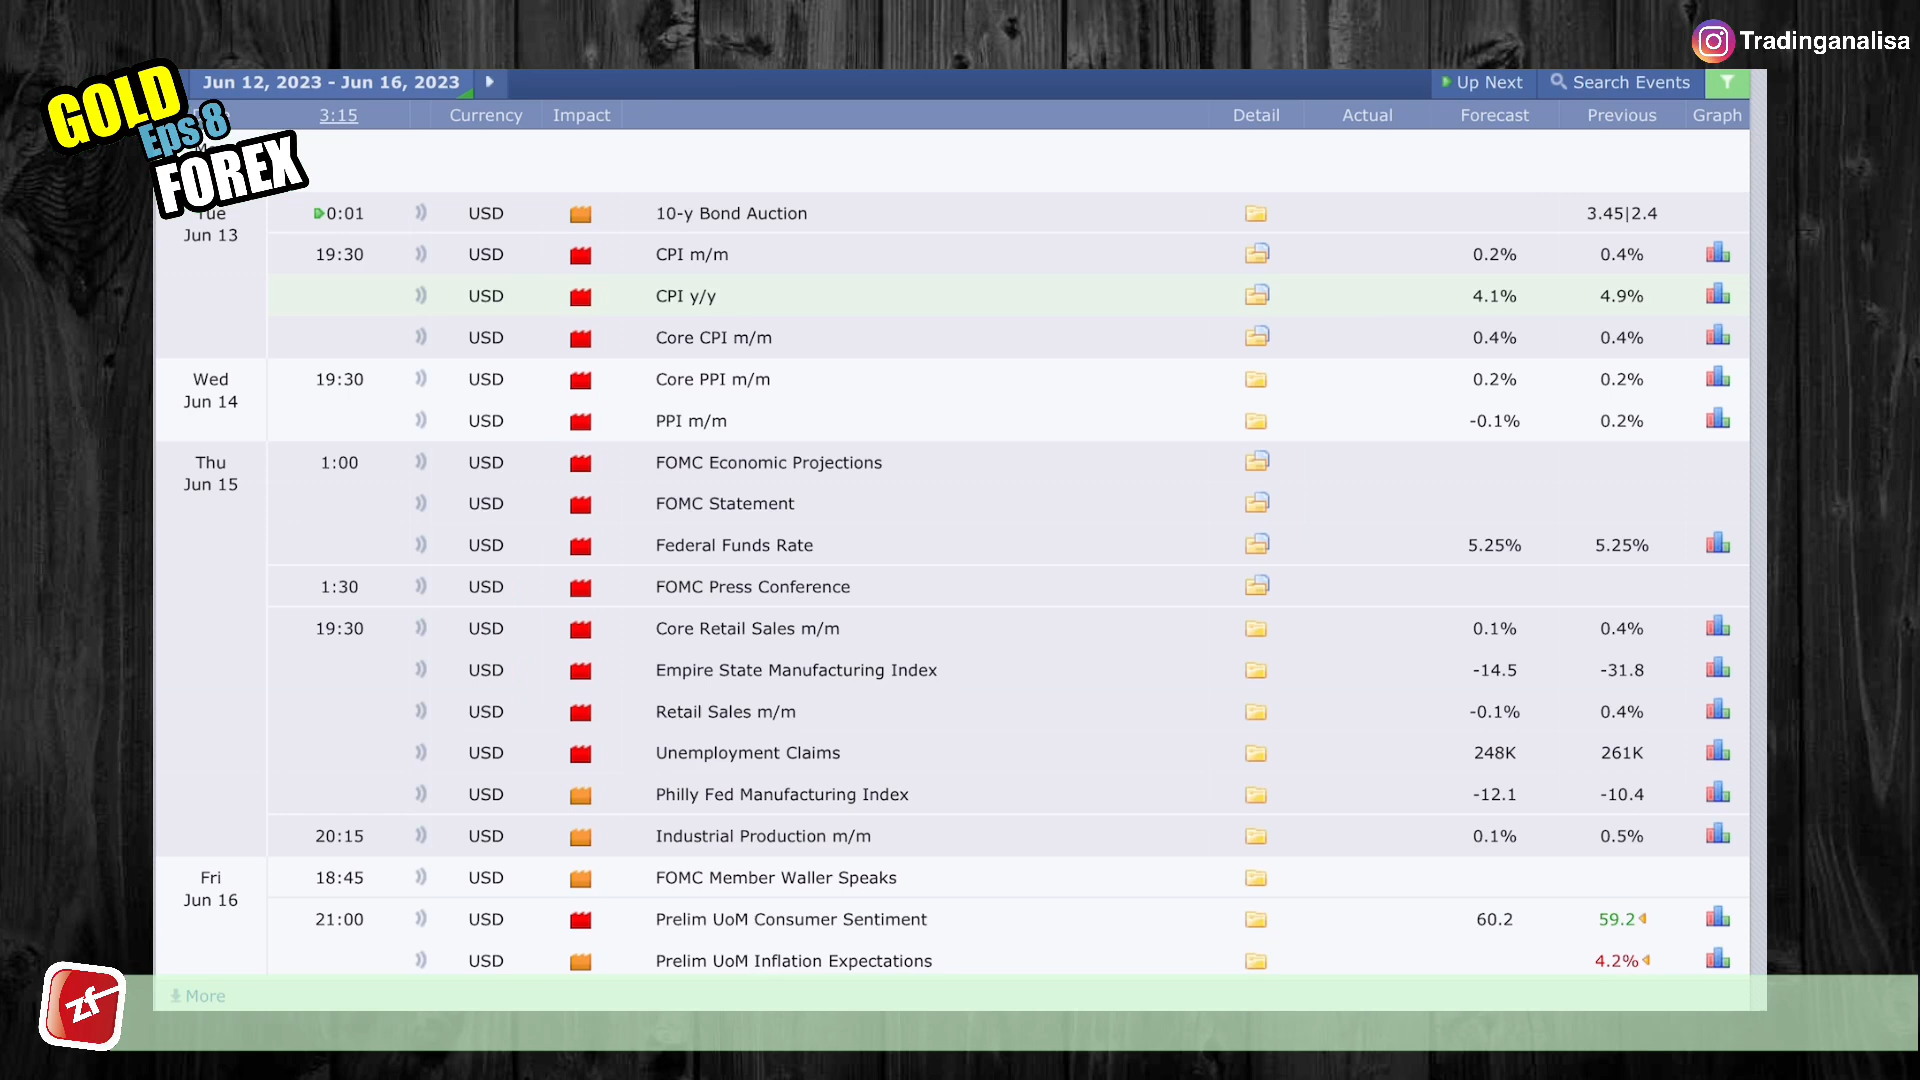 Tradinganalisa
GOLD
Eps 8
FOREX
Jun 12, 2023 - Jun 16, 2023
Up Next
Search Events
3:15 Currency Impact Detail Actual Forecast Previous Graph
Tue
Jun 13
0:01 USD 10-y Bond Auction 3.45|2.4
19:30 USD CPI m/m 0.2% 0.4%
USD CPI y/y 4.1% 4.9%
USD Core CPI m/m 0.4% 0.4%
Wed
Jun 14
19:30 USD Core PPI m/m 0.2% 0.2%
USD PPI m/m -0.1% 0.2%
Thu
Jun 15
1:00 USD FOMC Economic Projections
USD FOMC Statement
USD Federal Funds Rate 5.25% 5.25%
1:30 USD FOMC Press Conference
19:30 USD Core Retail Sales m/m 0.1% 0.4%
USD Empire State Manufacturing Index -14.5 -31.8
USD Retail Sales m/m -0.1% 0.4%
USD Unemployment Claims 248K 261K
USD Philly Fed Manufacturing Index -12.1 -10.4
20:15 USD Industrial Production m/m 0.1% 0.5%
Fri
Jun 16
18:45 USD FOMC Member Waller Speaks
21:00 USD Prelim UoM Consumer Sentiment 60.2 59.2
USD Prelim UoM Inflation Expectations 4.2%
More
zf